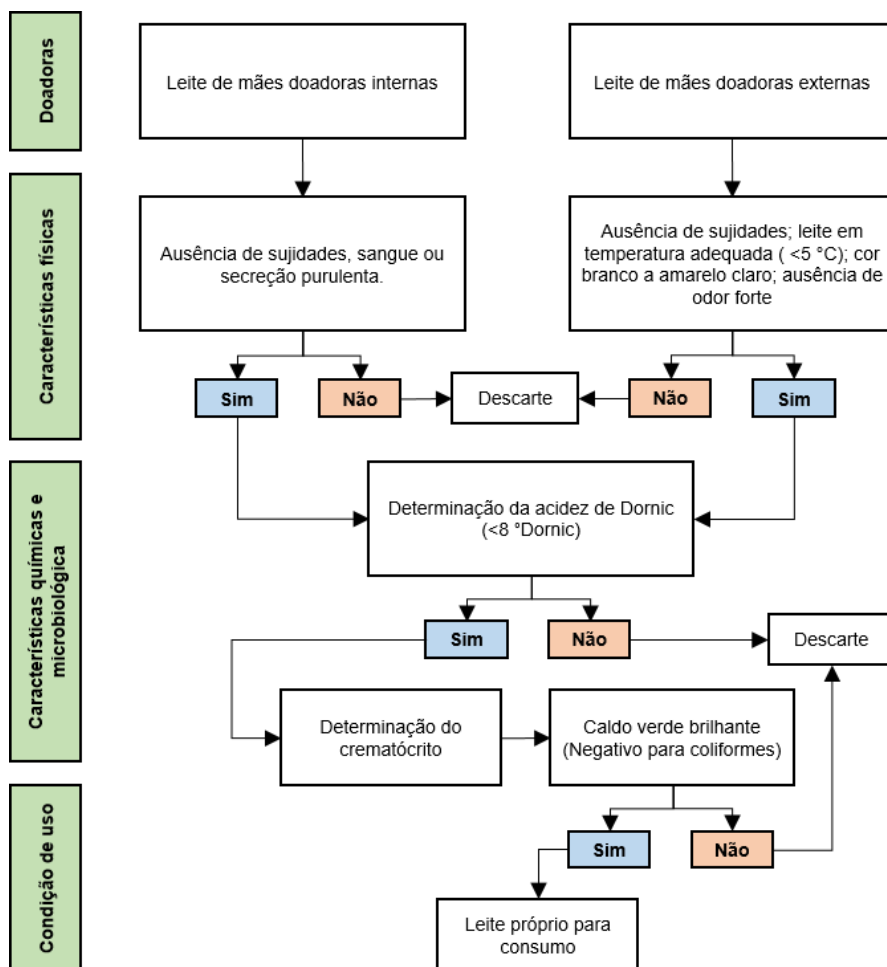 Doadoras
Leite de mães doadoras internas
Leite de mães doadoras externas
Características físicas
Ausência de sujidades, sangue ou
secreção purulenta.
Ausência de sujidades; leite em
temperatura adequada ( <5 °C); cor
branco a amarelo claro; ausência de
odor forte
Sim
Não
Descarte
Não
Sim
Características químicas e
microbiológica
Determinação da acidez de Dornic
(<8 °Dornic)
Sim
Não
Descarte
Determinação do
crematócrito
Caldo verde brilhante
(Negativo para coliformes)
Condição de uso
Sim
Não
Leite próprio para
consumo